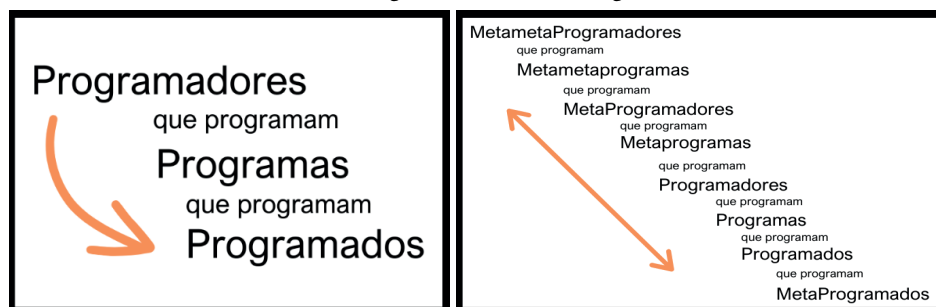 Programadores
que programam
Programas
que programam
Programados
MetametaProgramadores
que programam
Metametaprogramas
que programam
MetaProgramadores
que programam
Metaprogramas
que programam
Programadores
que programam
Programas
que programam
Programados
que programam
MetaProgramados